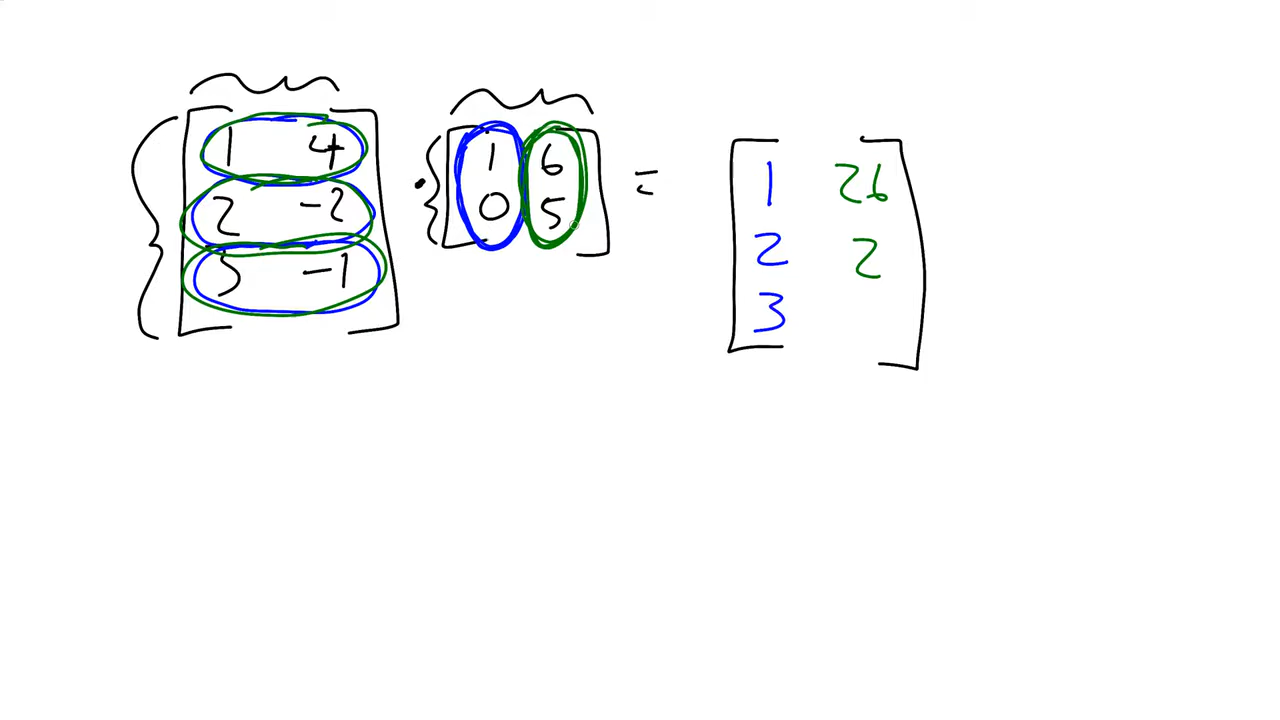 [1 4] · [1 6] = [1 26]
[2 -2] [0 5] [2 2]
[3 -1] [3]